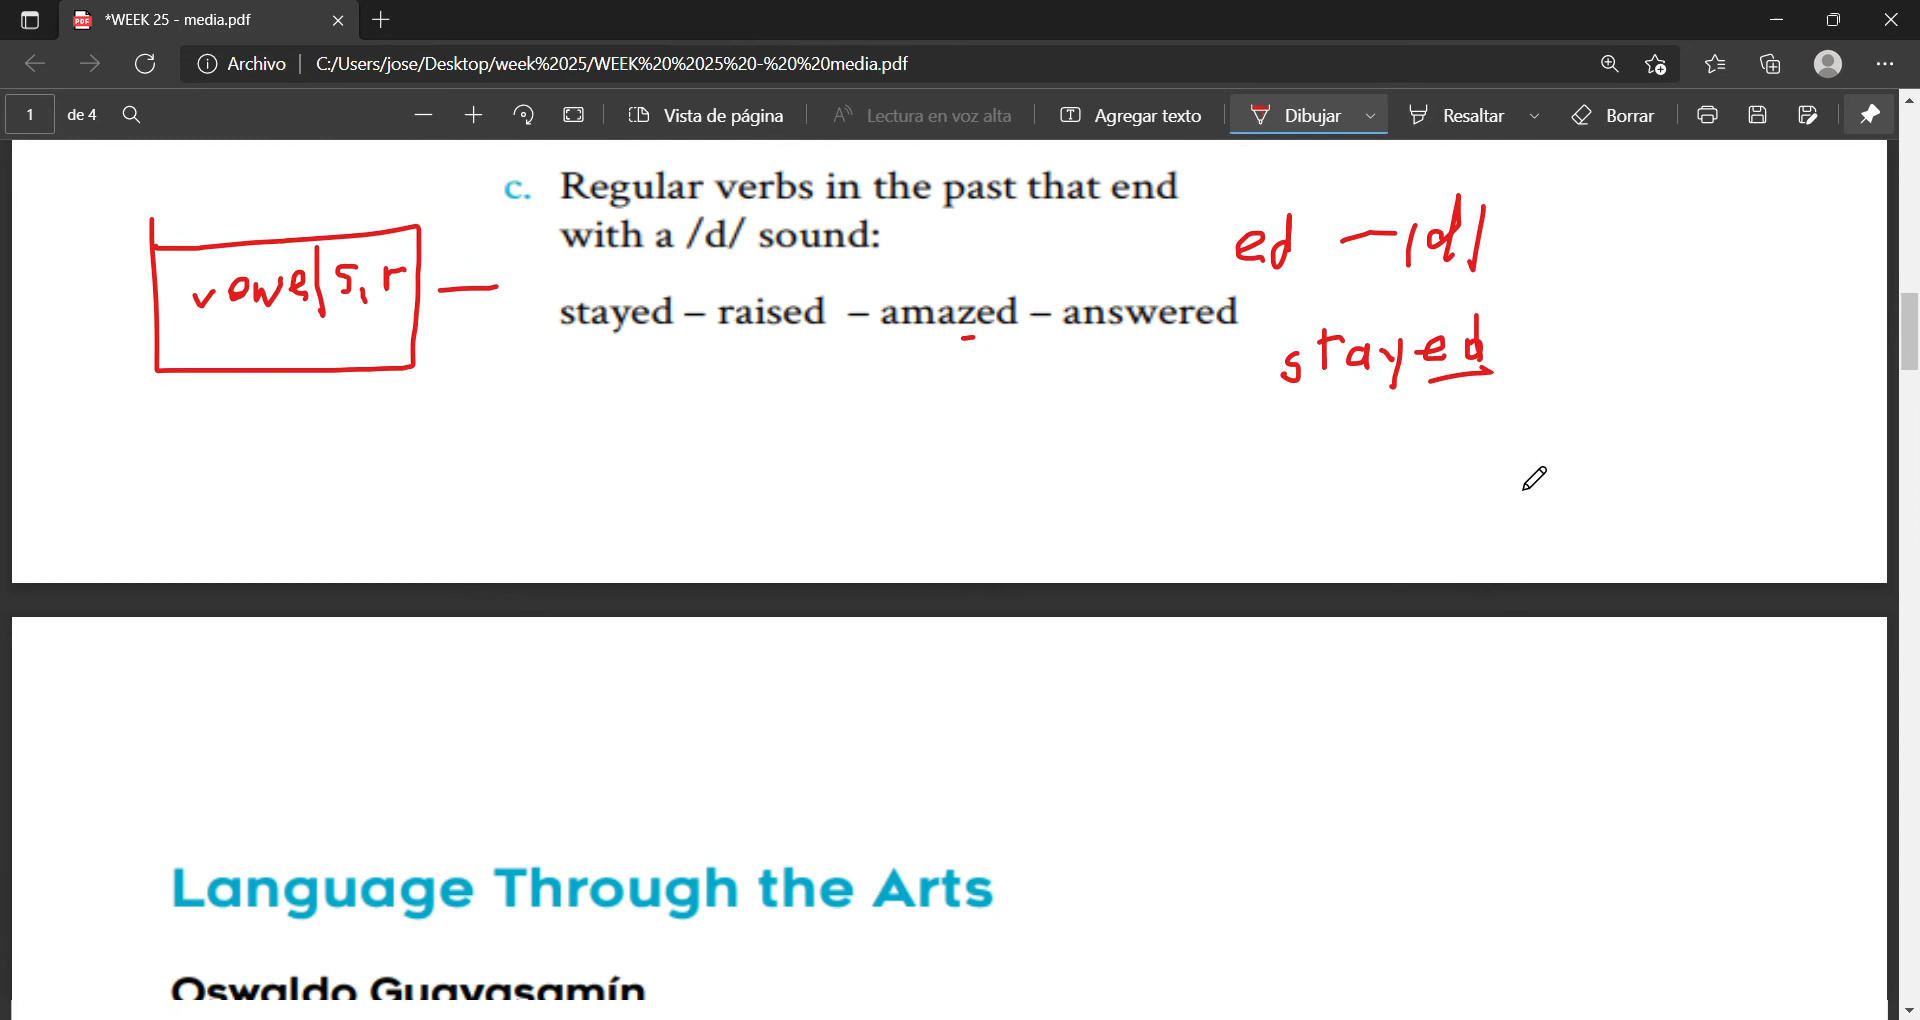 *WEEK 25 - media.pdf
Archivo | C:/Users/jose/Desktop/week%2025/WEEK%20%2025%20-%20%20media.pdf
1 de 4 Vista de página Lectura en voz alta Agregar texto Dibujar Resaltar Borrar
c. Regular verbs in the past that end
with a /d/ sound:
ed - /d/
vowels, r -
stayed – raised – amazed – answered
stayed
Language Through the Arts
Oswaldo Guayasamín